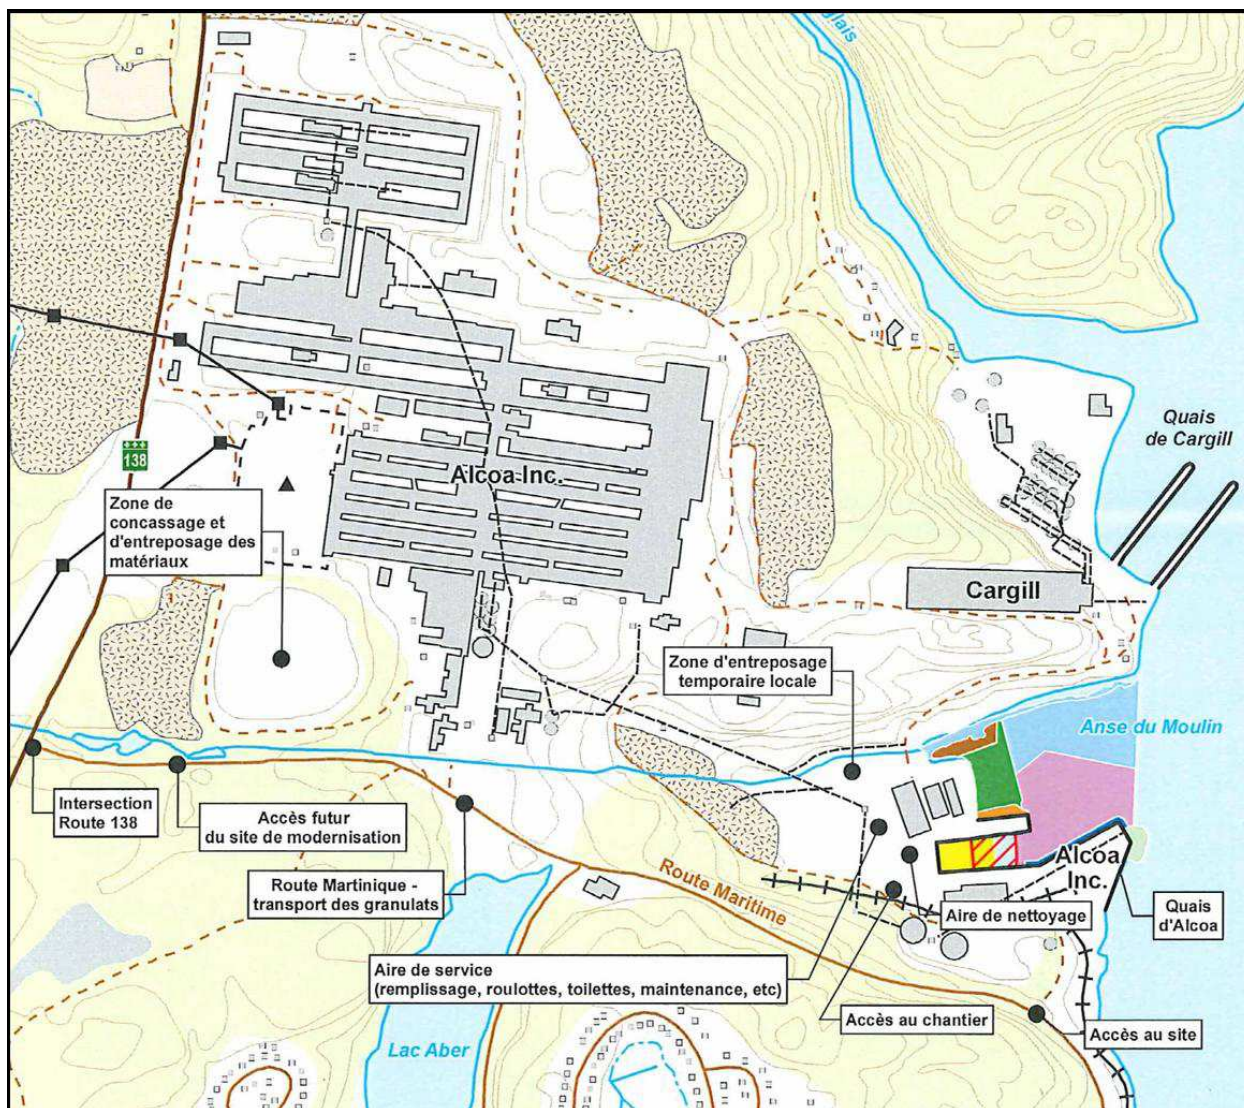 lais
Quais
de Cargill
138
Alcoa Inc.
Zone de
concassage et
d'entreposage des
matériaux
Cargill
Zone d'entreposage
temporaire locale
Anse du Moulin
Intersection
Route 138
Accès futur
du site de modernisation
Route Martinique -
transport des granulats
Route Maritime
Alcoa
Inc.
Aire de nettoyage
Quais
d'Alcoa
Aire de service
(remplissage, roulottes, toilettes, maintenance, etc)
Accès au chantier
Accès au site
Lac Aber